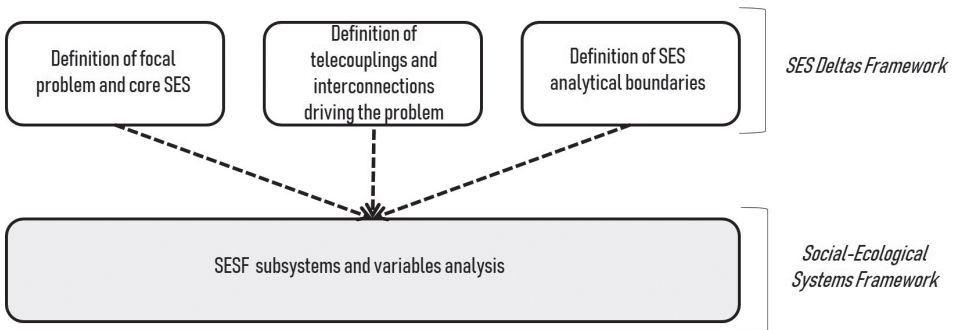 Definition of focal
problem and core SES
Definition of
telecouplings and
interconnections
driving the problem
Definition of SES
analytical boundaries
SES Deltas Framework
SESF subsystems and variables analysis
Social-Ecological
Systems Framework